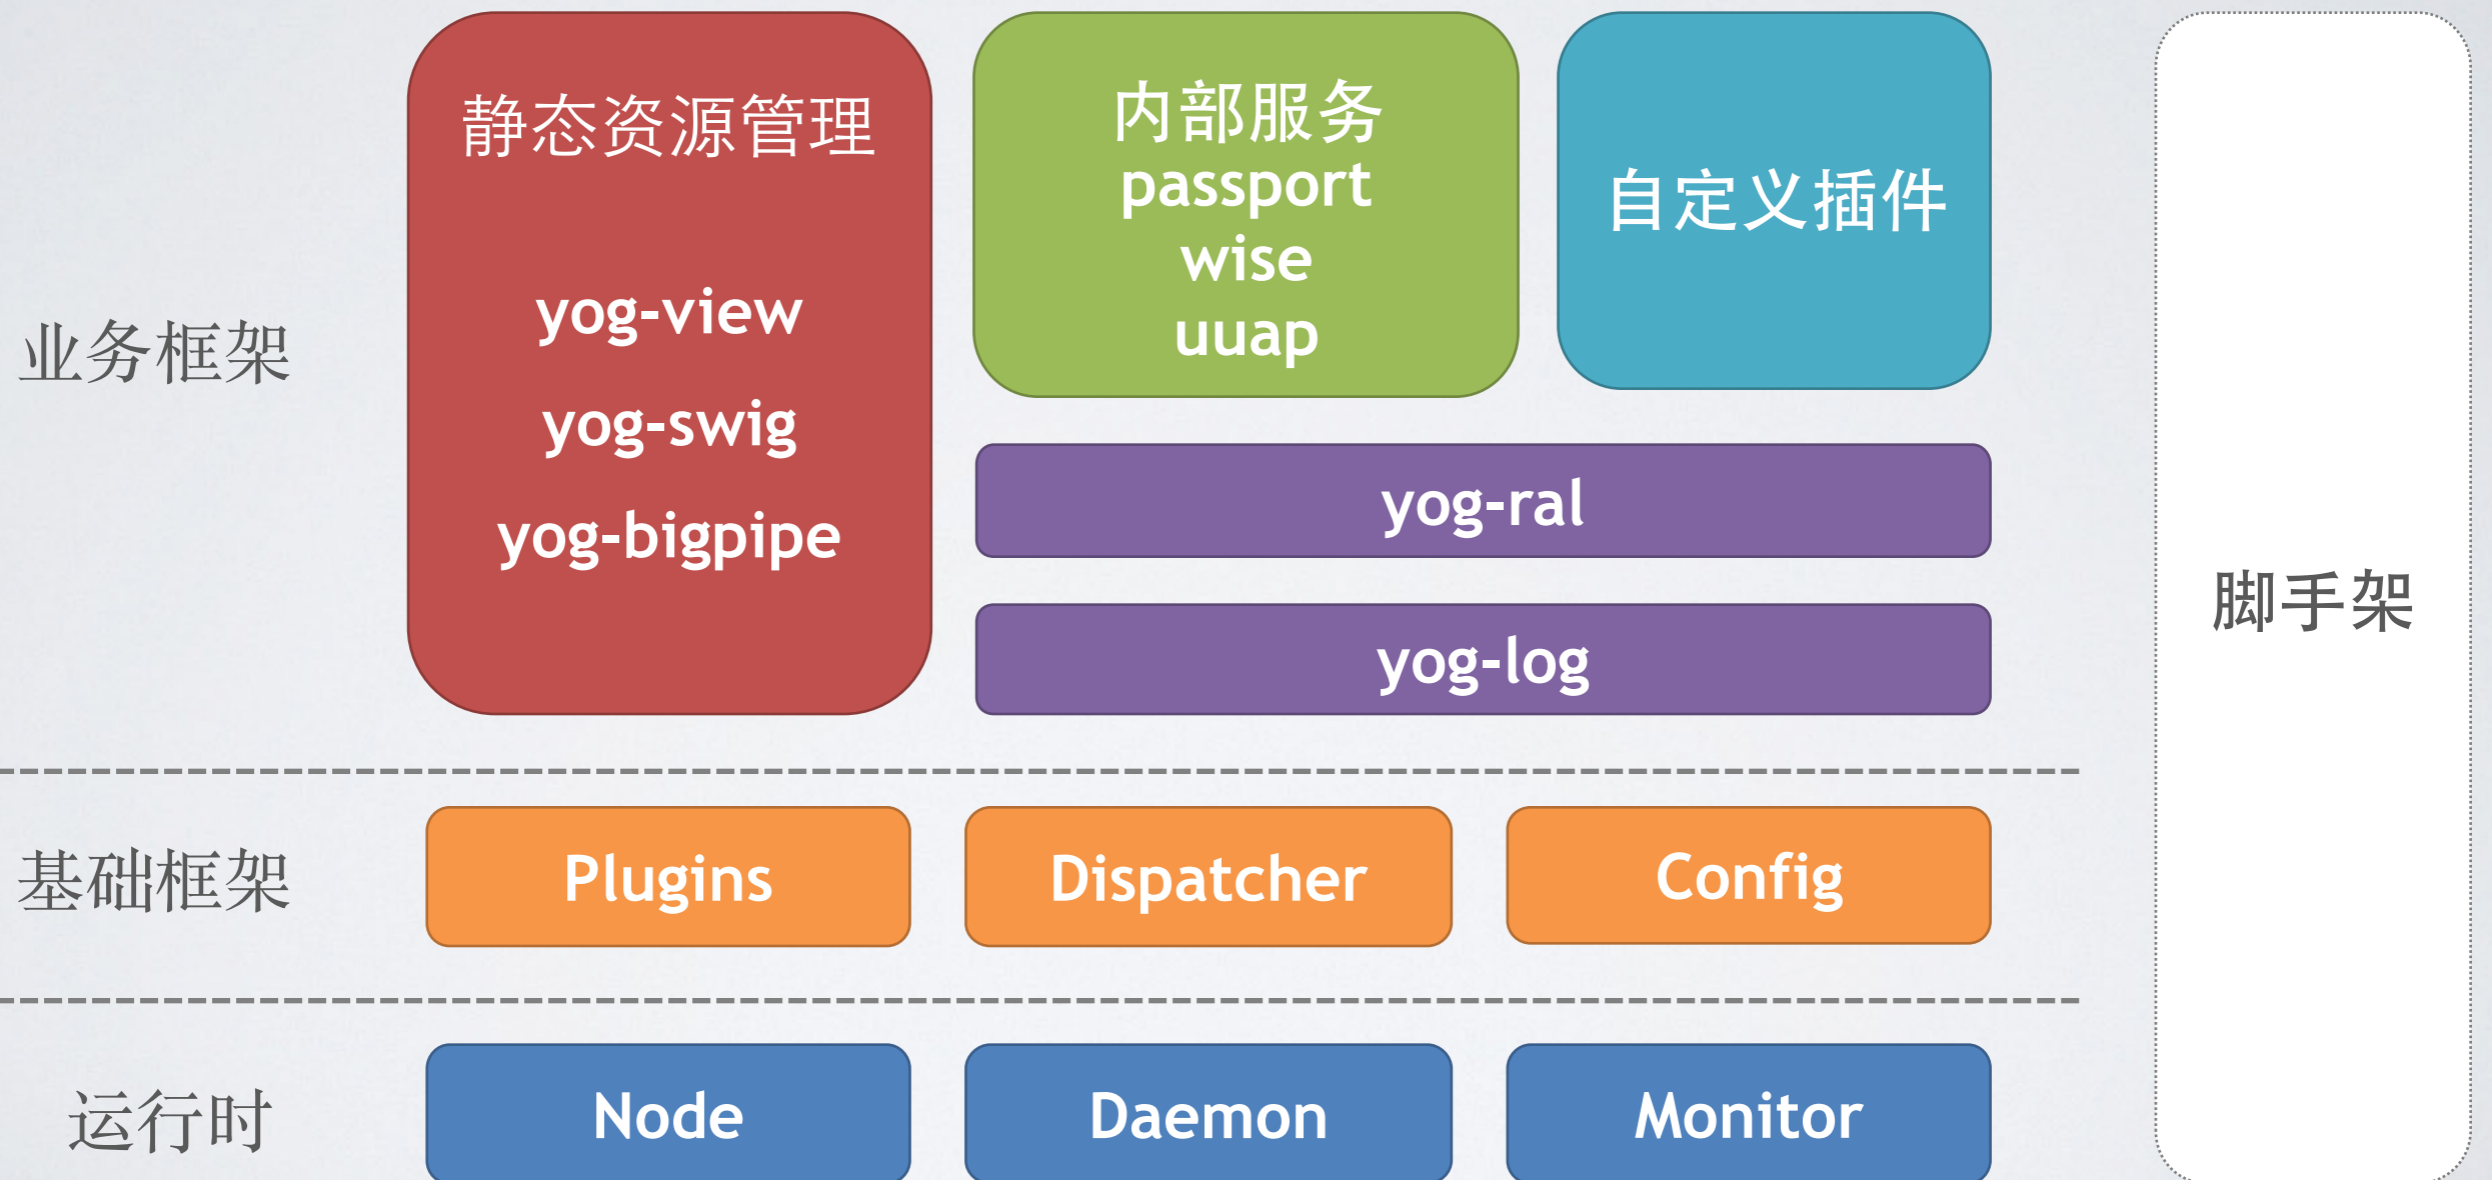 业务框架
静态资源管理
yog-view
yog-swig
yog-bigpipe
内部服务
passport
wise
uuap
自定义插件
yog-ral
yog-log
基础框架
Plugins
Dispatcher
Config
运行时
Node
Daemon
Monitor
脚手架